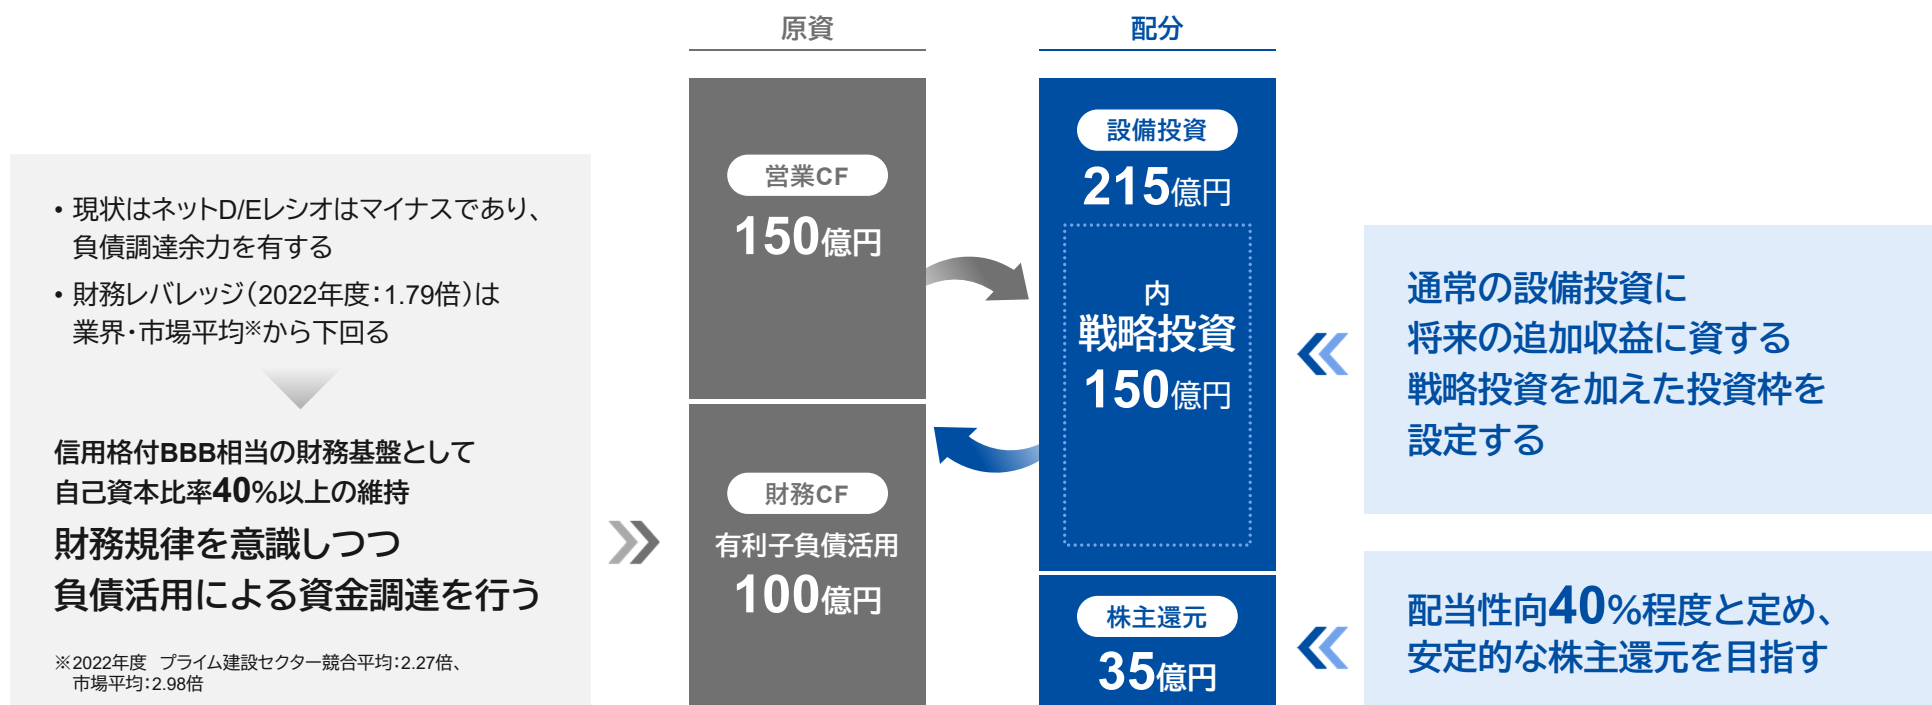 原資
配分
・現状はネットD/Eレシオはマイナスであり、
負債調達余力を有する
・財務レバレッジ（2022年度：1.79倍）は
業界・市場平均※から下回る
信用格付BBB相当の財務基盤として
自己資本比率40%以上の維持
財務規律を意識しつつ
負債活用による資金調達を行う
※2022年度　プライム建設セクター競合平均：2.27倍、
市場平均：2.98倍
営業CF
150億円
財務CF
有利子負債活用
100億円
設備投資
215億円
内
戦略投資
150億円
株主還元
35億円
通常の設備投資に
将来の追加収益に資する
戦略投資を加えた投資枠を
設定する
配当性向40%程度と定め、
安定的な株主還元を目指す